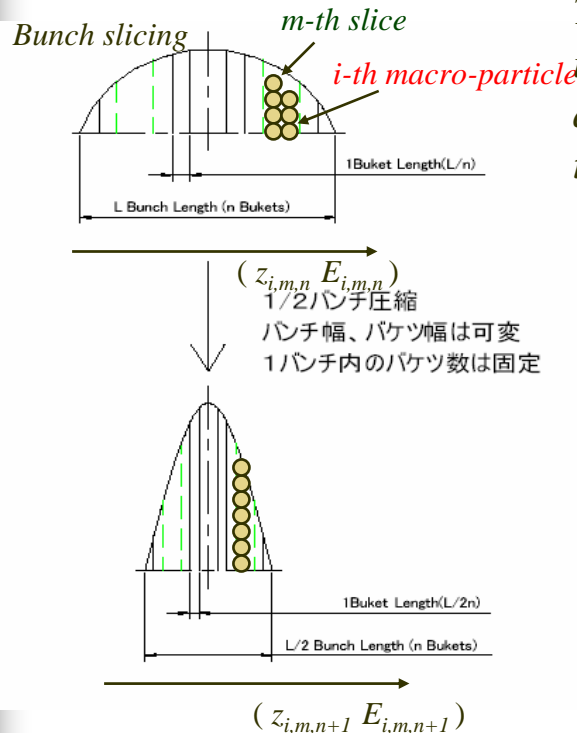 Bunch slicing
m-th slice
i-th macro-particle
1Buket Length(L/n)
L Bunch Length (n Bukets)
( z_{i,m,n} E_{i,m,n} )
1/2バンチ圧縮
バンチ幅、バケツ幅は可変
1バンチ内のバケツ数は固定
1Buket Length(L/2n)
L/2 Bunch Length (n Bukets)
( z_{i,m,n+1} E_{i,m,n+1} )